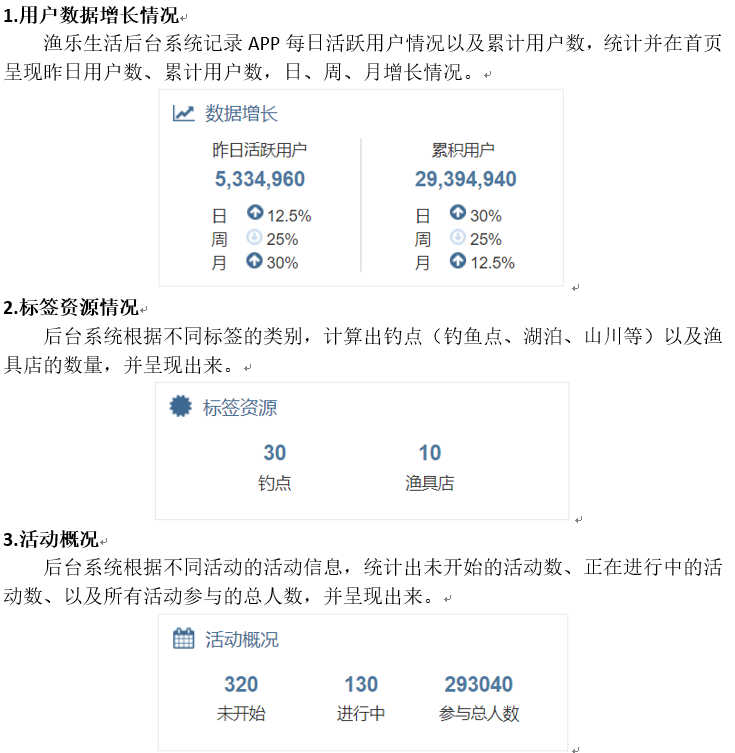 1.用户数据增长情况
渔乐生活后台系统记录 APP 每日活跃用户情况以及累计用户数，统计并在首页
呈现昨日用户数、累计用户数，日、周、月增长情况。
数据增长
昨日活跃用户 累积用户
5,334,960 29,394,940
日 12.5% 日 30%
周 25% 周 25%
月 30% 月 12.5%
2.标签资源情况
后台系统根据不同标签的类别，计算出钓点（钓鱼点、湖泊、山川等）以及渔
具店的数量，并呈现出来。
标签资源
30 10
钓点 渔具店
3.活动概况
后台系统根据不同活动的活动信息，统计出未开始的活动数、正在进行中的活
动数、以及所有活动参与的总人数，并呈现出来。
活动概况
320 130 293040
未开始 进行中 参与总人数